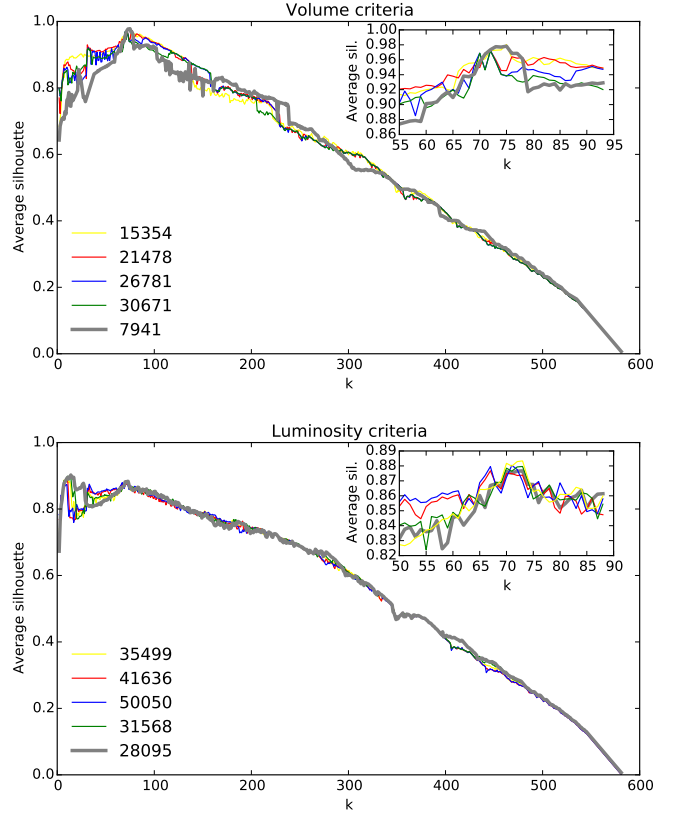 Volume criteria
1.0
0.8
0.6
0.4
0.2
0.0
Average silhouette
0 100 200 300 400 500 600
k
15354
21478
26781
30671
7941
1.00
0.98
0.96
0.94
0.92
0.90
0.88
0.86
Average sil.
55 60 65 70 75 80 85 90 95
k
Luminosity criteria
1.0
0.8
0.6
0.4
0.2
0.0
Average silhouette
0 100 200 300 400 500 600
k
35499
41636
50050
31568
28095
0.89
0.88
0.87
0.86
0.85
0.84
0.83
0.82
Average sil.
50 55 60 65 70 75 80 85 90
k